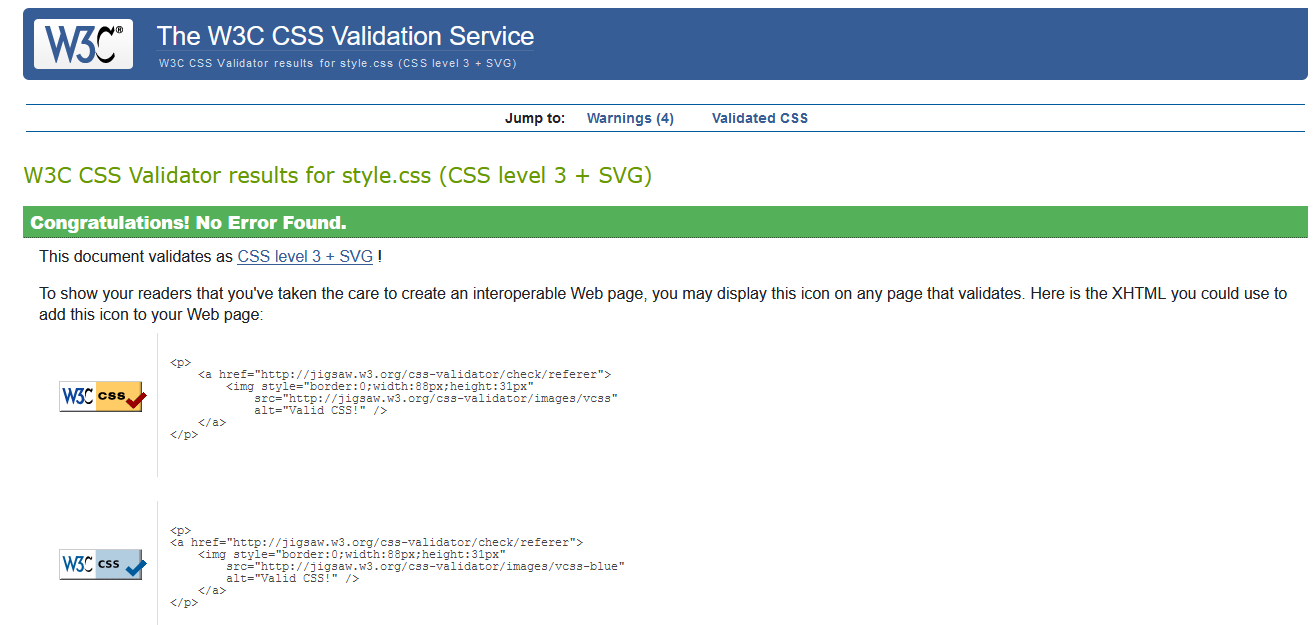 W3C®
The W3C CSS Validation Service
W3C CSS Validator results for style.css (CSS level 3 + SVG)
Jump to: Warnings (4) Validated CSS
W3C CSS Validator results for style.css (CSS level 3 + SVG)
Congratulations! No Error Found.
This document validates as CSS level 3 + SVG !
To show your readers that you've taken the care to create an interoperable Web page, you may display this icon on any page that validates. Here is the XHTML you could use to
add this icon to your Web page:
W3C css
<p>
    <a href="http://jigsaw.w3.org/css-validator/check/referer">
        <img style="border:0;width:88px;height:31px"
            src="http://jigsaw.w3.org/css-validator/images/vcss"
            alt="Valid CSS!" />
    </a>
</p>
W3C css
<p>
<a href="http://jigsaw.w3.org/css-validator/check/referer">
    <img style="border:0;width:88px;height:31px"
        src="http://jigsaw.w3.org/css-validator/images/vcss-blue"
        alt="Valid CSS!" />
    </a>
</p>